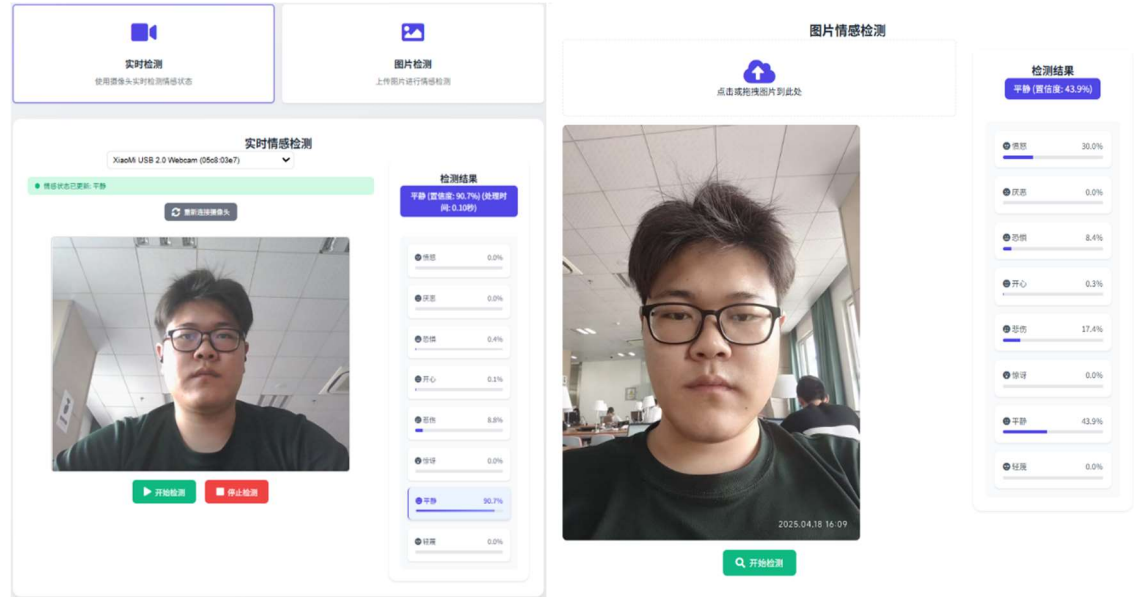 实时检测
使用摄像头实时检测情感状态
图片检测
上传图片进行情感检测
实时情感检测
XiaoMi USB 2.0 Webcam (05c8:03e7)
情感状态已更新: 平静
重新连接摄像头
开始检测
停止检测
检测结果
平静 (置信度: 90.7%) (处理时
间: 0.10秒)
愤怒 0.0%
厌恶 0.0%
恐惧 0.4%
开心 0.1%
悲伤 8.8%
惊讶 0.0%
平静 90.7%
轻蔑 0.0%
图片情感检测
点击或拖拽图片到此处
2025.04.18 16:09
开始检测
检测结果
平静 (置信度: 43.9%)
愤怒 30.0%
厌恶 0.0%
恐惧 8.4%
开心 0.3%
悲伤 17.4%
惊讶 0.0%
平静 43.9%
轻蔑 0.0%